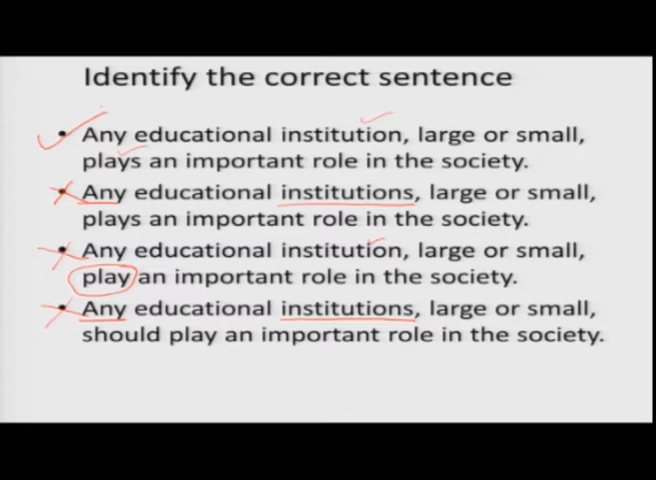 Identify the correct sentence
• Any educational institution, large or small,
plays an important role in the society.
• Any educational institutions, large or small,
plays an important role in the society.
• Any educational institution, large or small,
play an important role in the society.
• Any educational institutions, large or small,
should play an important role in the society.